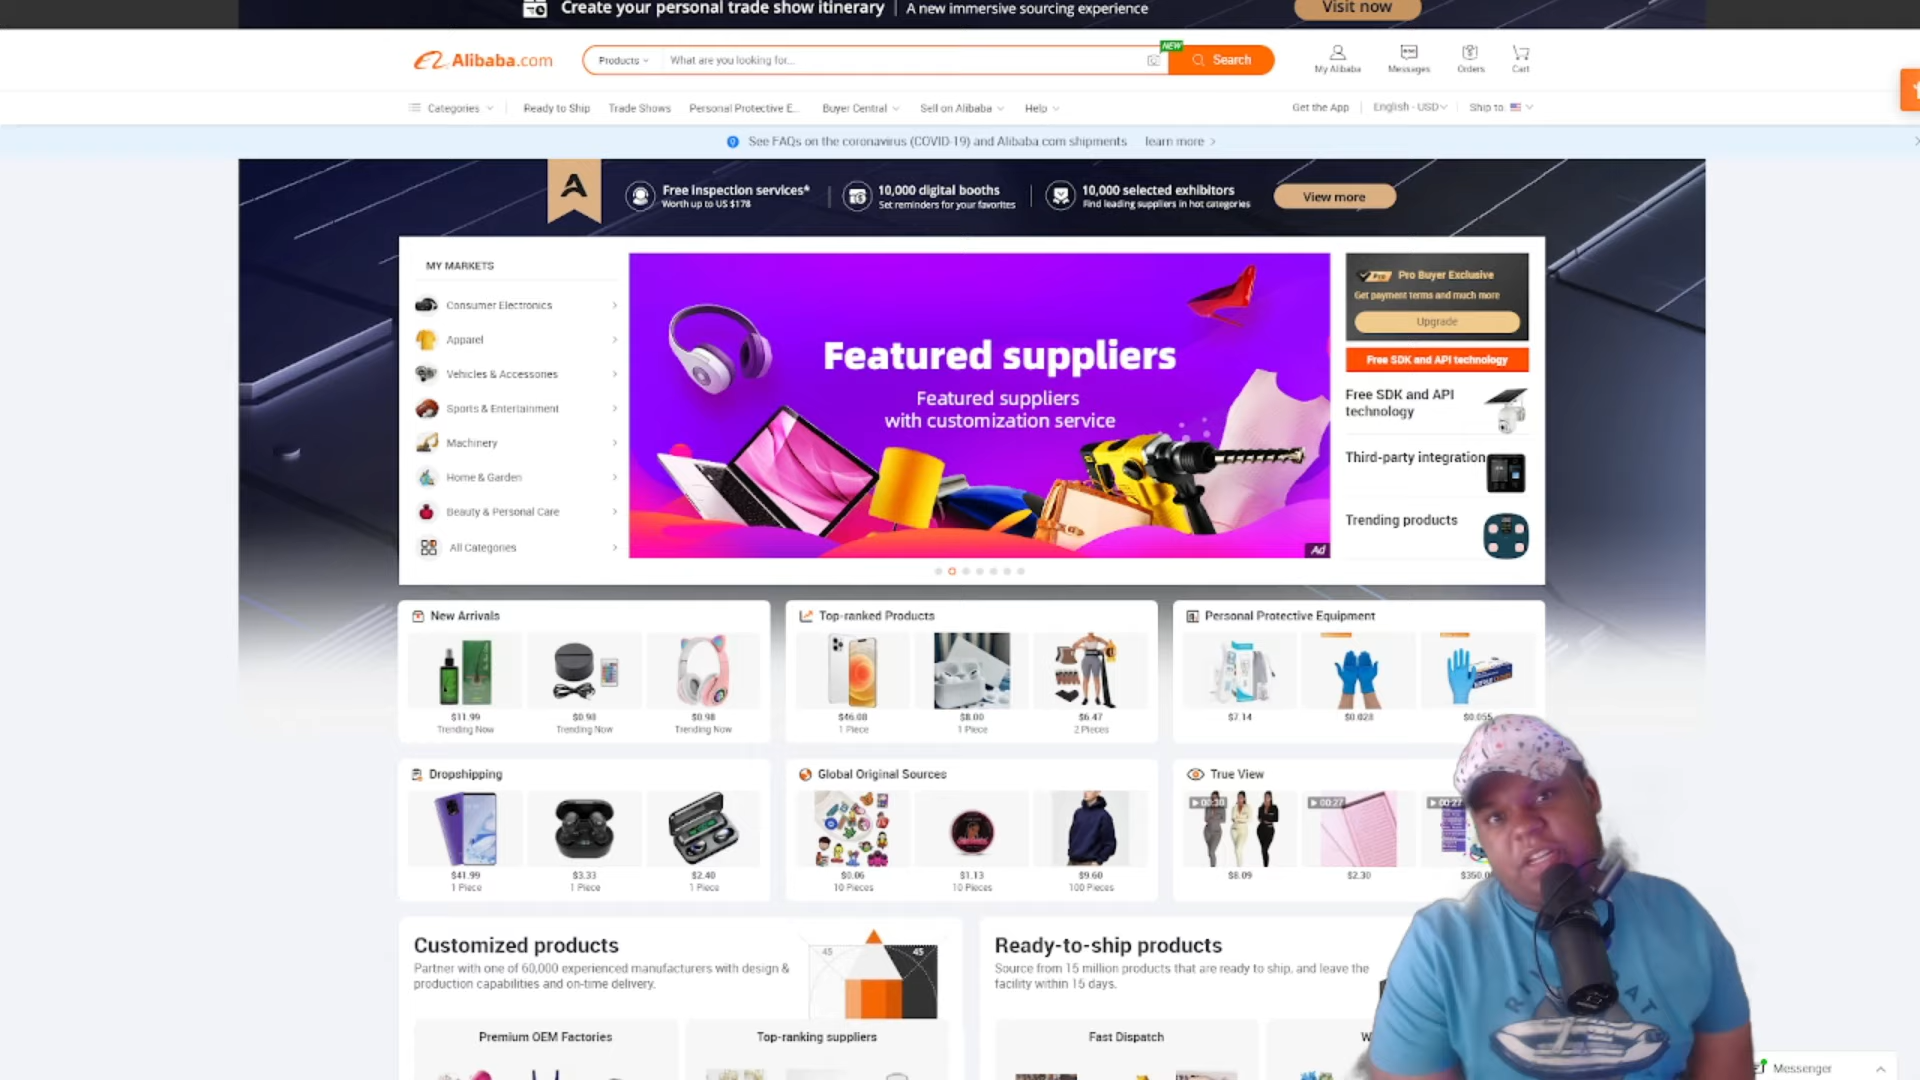 Create your personal trade show itinerary | A new immersive sourcing experience
Visit now
Alibaba.com
Products
What are you looking for...
NEW
Search
My Alibaba
Messages
Orders
Cart
Categories
Ready to Ship
Trade Shows
Personal Protective E...
Buyer Central
Sell on Alibaba
Help
Get the App
English - USD
Ship to:
See FAQs on the coronavirus (COVID-19) and Alibaba.com shipments
learn more >
A
Free inspection services*
Worth up to US $178
10,000 digital booths
Set reminders for your favorites
10,000 selected exhibitors
Find leading suppliers in hot categories
View more
MY MARKETS
Consumer Electronics
Apparel
Vehicles & Accessories
Sports & Entertainment
Machinery
Home & Garden
Beauty & Personal Care
All Categories
Featured suppliers
Featured suppliers
with customization service
Ad
Pro Pro Buyer Exclusive
Get payment terms and much more
Upgrade
Free SDK and API technology
Free SDK and API
technology
Third-party integration
Trending products
New Arrivals
$11.99
Trending Now
$0.98
Trending Now
$0.98
Trending Now
Top-ranked Products
$46.08
1 Piece
$8.00
1 Piece
$6.47
2 Pieces
Personal Protective Equipment
$7.14
$0.028
$0.055
Dropshipping
$41.99
1 Piece
$3.33
1 Piece
$2.40
1 Piece
Global Original Sources
$0.06
10 Pieces
$1.13
10 Pieces
$9.60
100 Pieces
True View
00:30
00:27
00:27
$8.09
$2.30
$350.0
Customized products
Partner with one of 60,000 experienced manufacturers with design &
production capabilities and on-time delivery.
45
45
Premium OEM Factories
Top-ranking suppliers
Ready-to-ship products
Source from 15 million products that are ready to ship, and leave the
facility within 15 days.
Fast Dispatch
W
Messenger